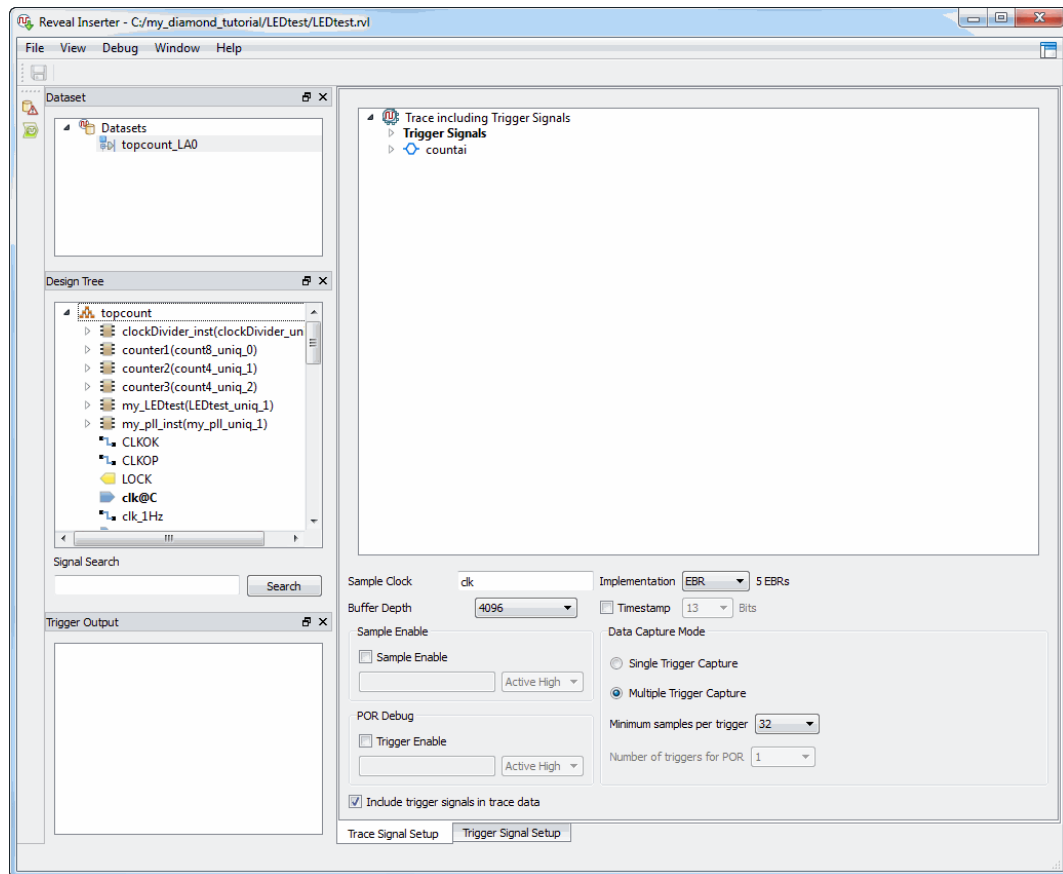 Reveal Inserter - C:/my_diamond_tutorial/LEDtest/LEDtest.rvl
File View Debug Window Help
Dataset
Datasets
topcount_LA0
Design Tree
topcount
clockDivider_inst(clockDivider_un
counter1(count8_uniq_0)
counter2(count4_uniq_1)
counter3(count4_uniq_2)
my_LEDtest(LEDtest_uniq_1)
my_pll_inst(my_pll_uniq_1)
CLKOK
CLKOP
LOCK
clk@C
clk_1Hz
Signal Search
Search
Trigger Output
Trace including Trigger Signals
Trigger Signals
countai
Sample Clock clk Implementation EBR 5 EBRs
Buffer Depth 4096 Timestamp 13 Bits
Sample Enable
Sample Enable
Active High
POR Debug
Trigger Enable
Active High
Data Capture Mode
Single Trigger Capture
Multiple Trigger Capture
Minimum samples per trigger 32
Number of triggers for POR 1
Include trigger signals in trace data
Trace Signal Setup Trigger Signal Setup